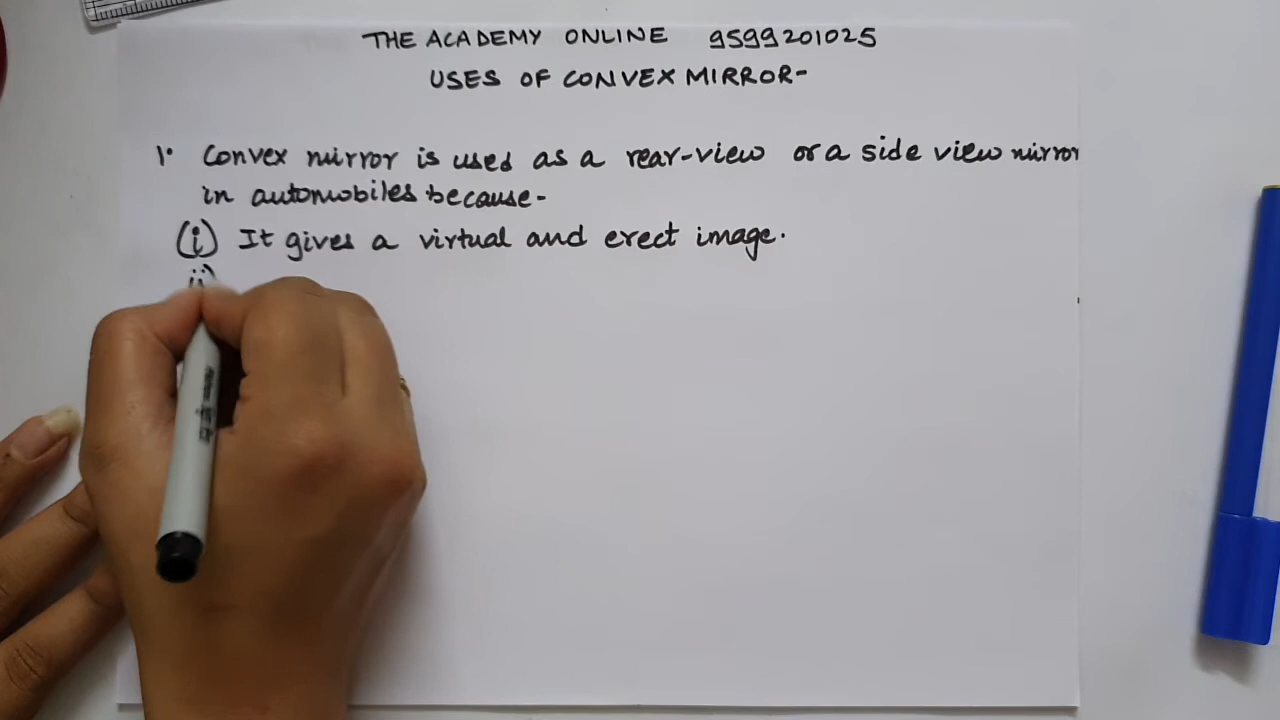 THE ACADEMY ONLINE 9599201025
USES OF CONVEX MIRROR-
1. Convex mirror is used as a rear-view or a side view mirror
in automobiles because-
(i) It gives a virtual and erect image.
ii)